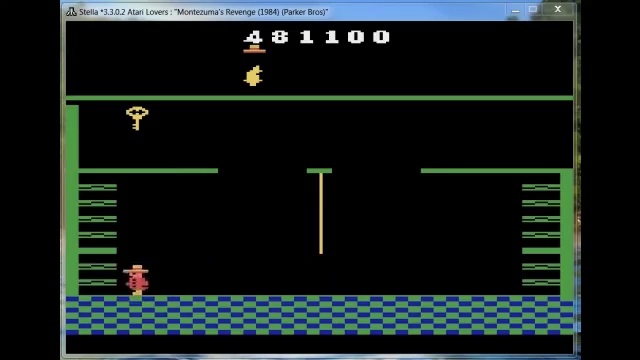 Stella *3.3.0.2 Atari Lovers : "Montezuma's Revenge (1984) (Parker Bros)"
481100